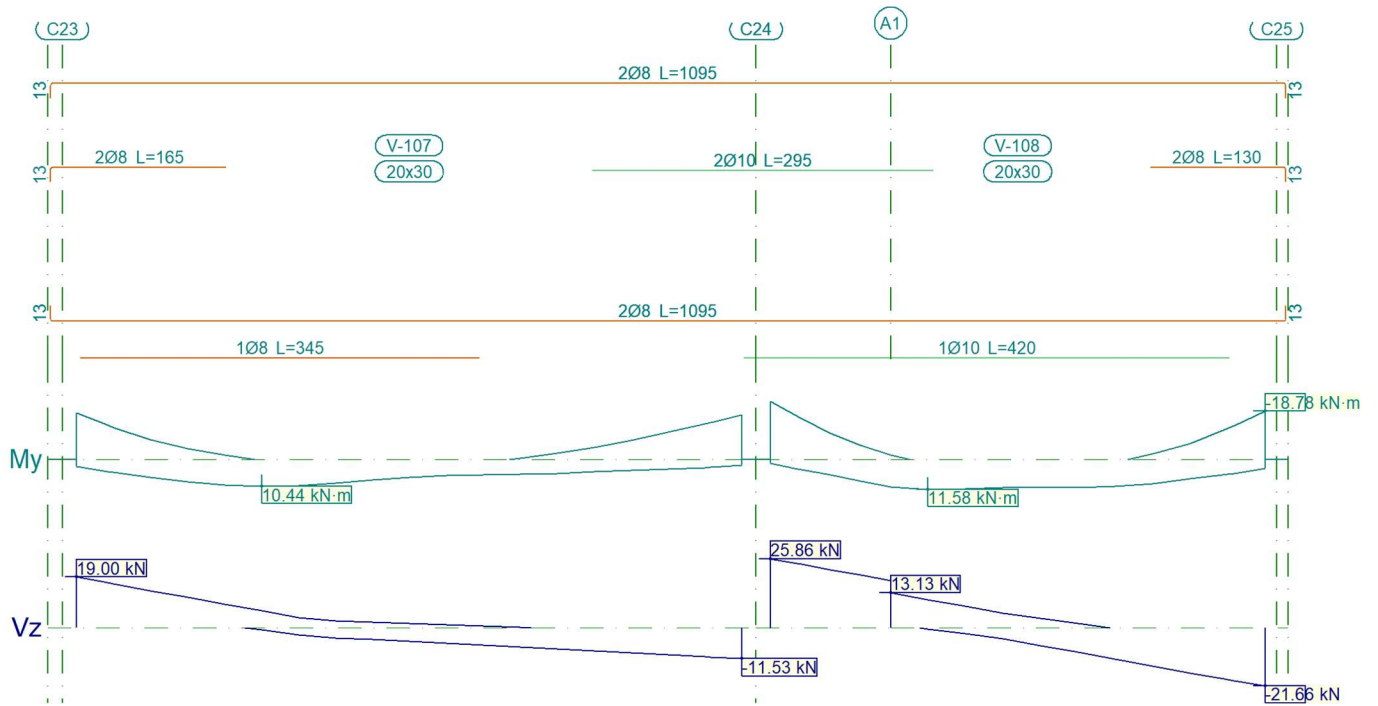 C23
C24
A1
C25
2Ø8 L=1095
13
13
V-107
V-108
2Ø8 L=165
2Ø10 L=295
2Ø8 L=130
13
20x30
20x30
13
2Ø8 L=1095
13
13
1Ø8 L=345
1Ø10 L=420
-18.78 kN·m
My
10.44 kN·m
11.58 kN·m
25.86 kN
19.00 kN
13.13 kN
Vz
-11.53 kN
-21.66 kN